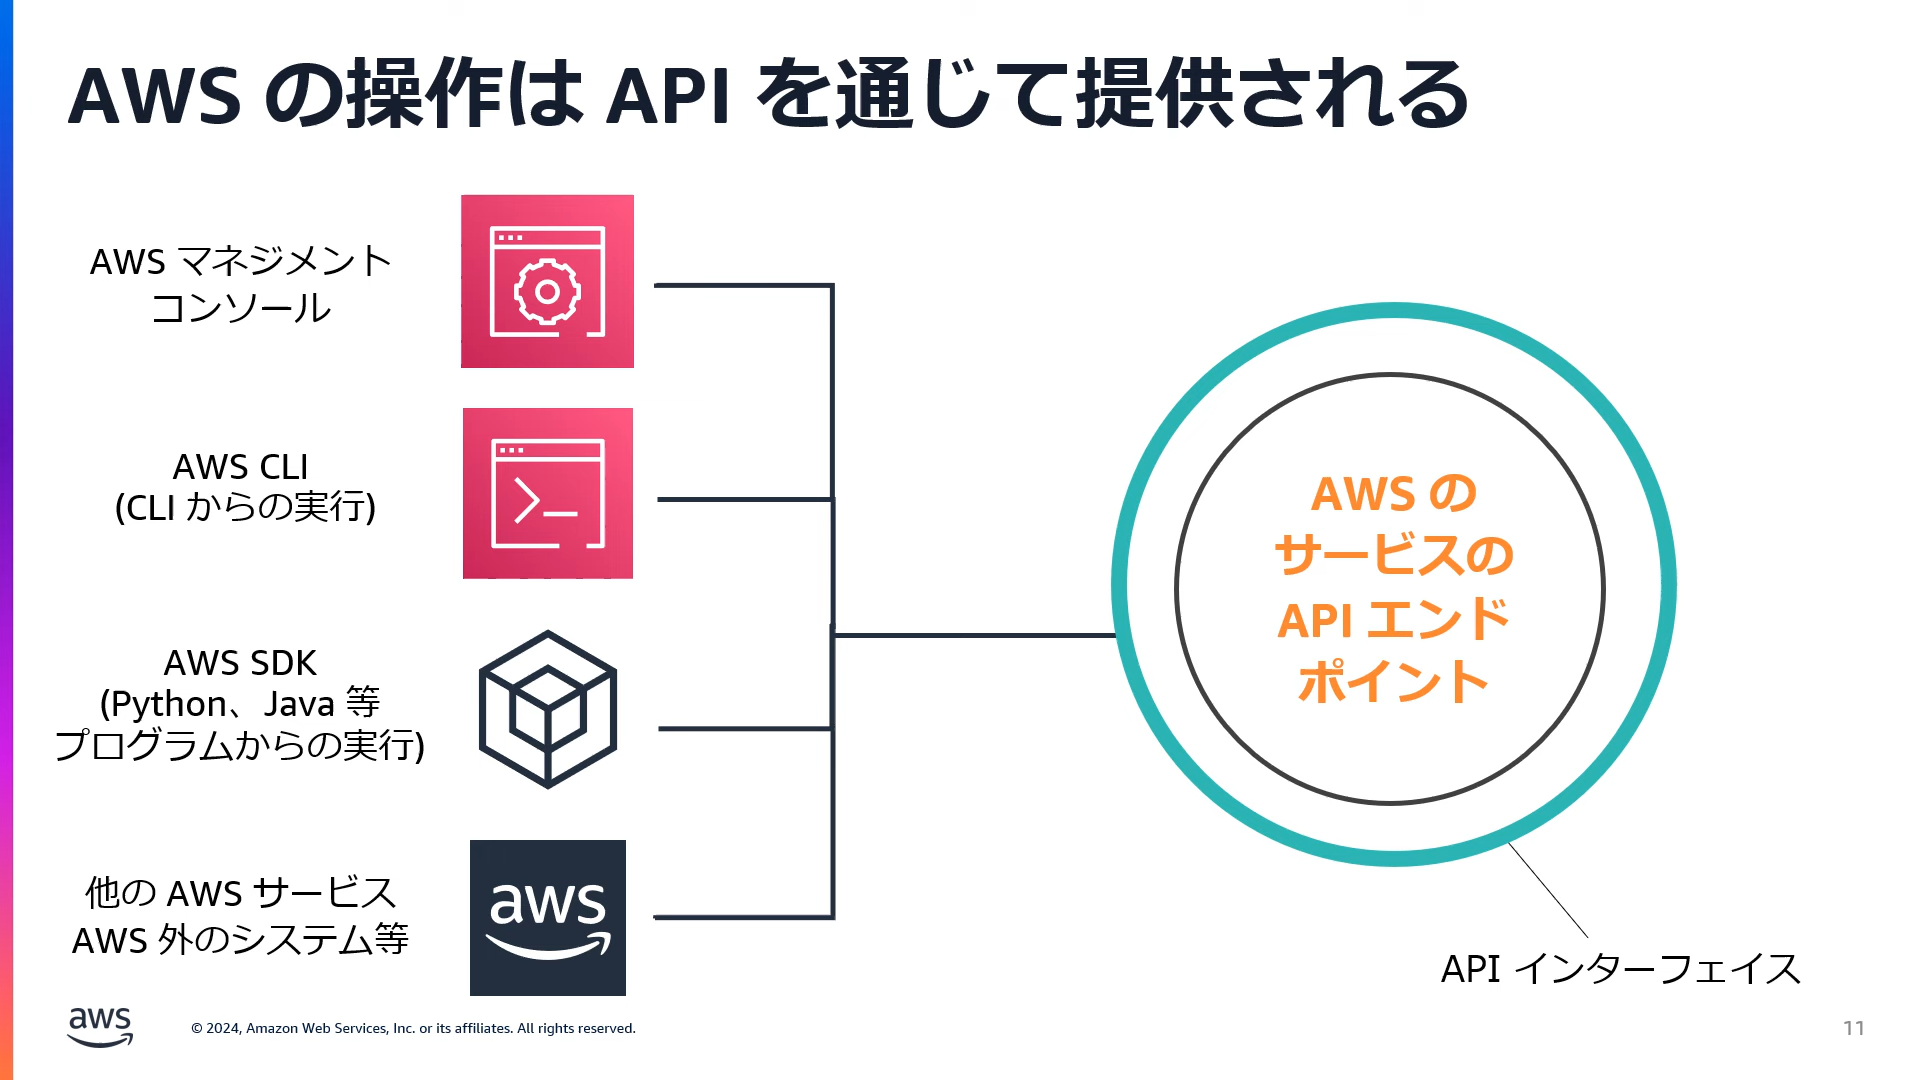 AWS の操作は API を通じて提供される
AWS マネジメント
コンソール
AWS CLI
(CLI からの実行)
AWS SDK
(Python、Java 等
プログラムからの実行)
他の AWS サービス
AWS 外のシステム等
aws
AWS の
サービスの
API エンド
ポイント
API インターフェイス
aws
© 2024, Amazon Web Services, Inc. or its affiliates. All rights reserved.
11